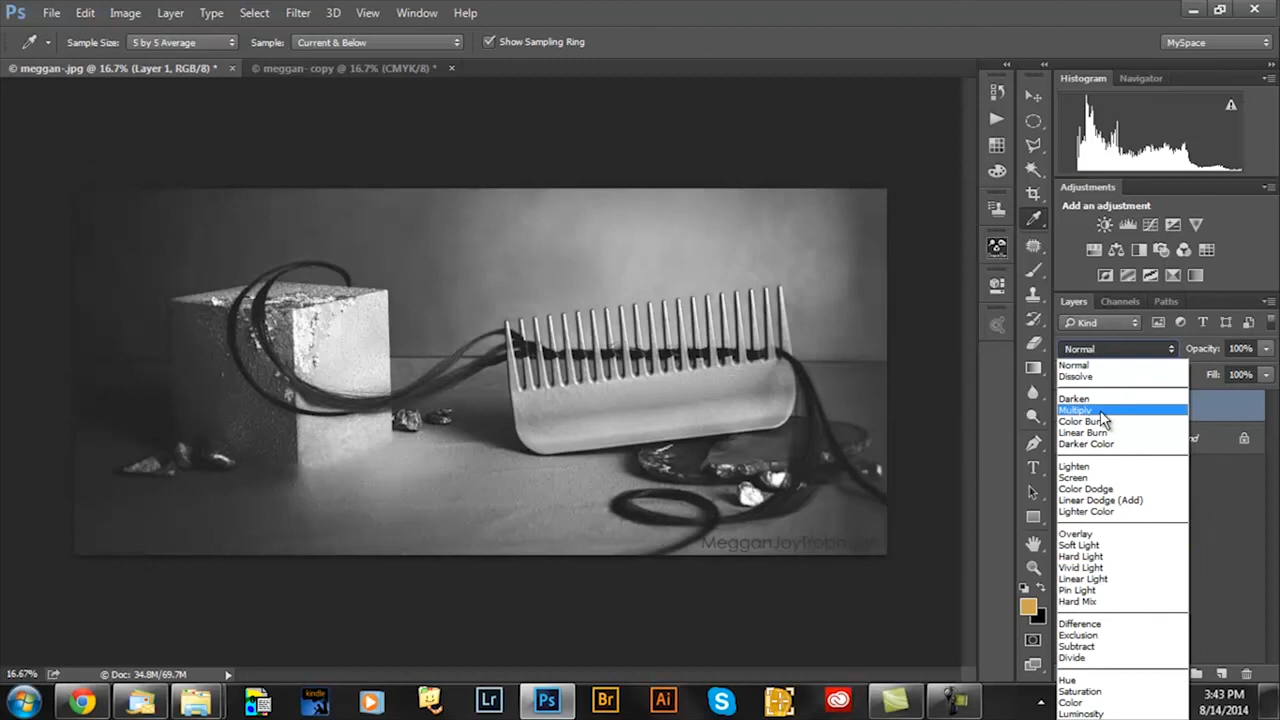 Ps File Edit Image Layer Type Select Filter 3D View Window Help
Sample Size: 5 by 5 Average Sample: Current & Below Show Sampling Ring MySpace
meggan-.jpg @ 16.7% (Layer 1, RGB/8) * × meggan- copy @ 16.7% (CMYK/8) * ×
Histogram Navigator
Adjustments
Add an adjustment
Layers Channels Paths
Kind
Normal Opacity: 100%
Normal
Fill: 100%
Dissolve
Darken
Multiply
Linear Burn
Darker Color
Lighten
Screen
Color Dodge
Linear Dodge (Add)
Lighter Color
Overlay
Soft Light
Hard Light
Vivid Light
Linear Light
Pin Light
Hard Mix
Difference
Exclusion
Subtract
Divide
Hue
Saturation
Color
Luminosity
16.67% Doc: 34.8M/69.7M
kindle Lr Ps Br Ai
3:43 PM
8/14/2014